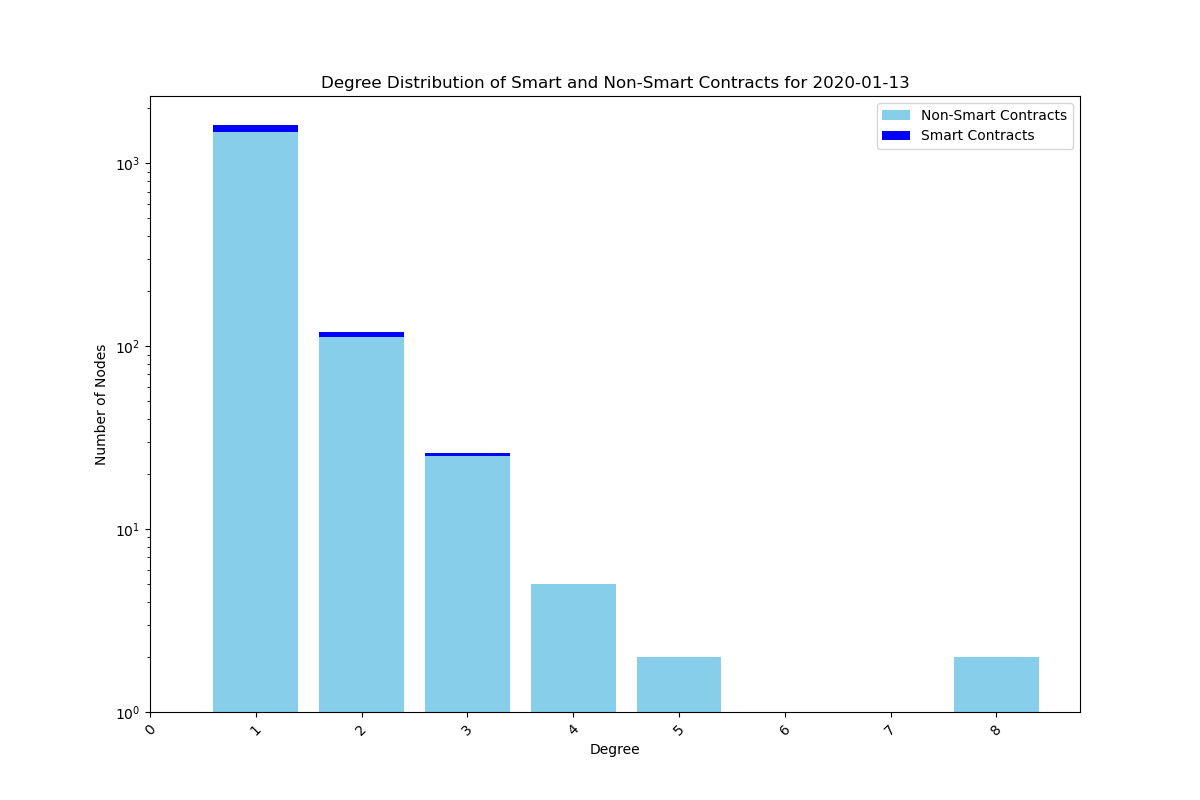 Degree Distribution of Smart and Non-Smart Contracts for 2020-01-13
Non-Smart Contracts
Smart Contracts
Number of Nodes
10³
10²
10¹
10⁰
0 1 2 3 4 5 6 7 8
Degree